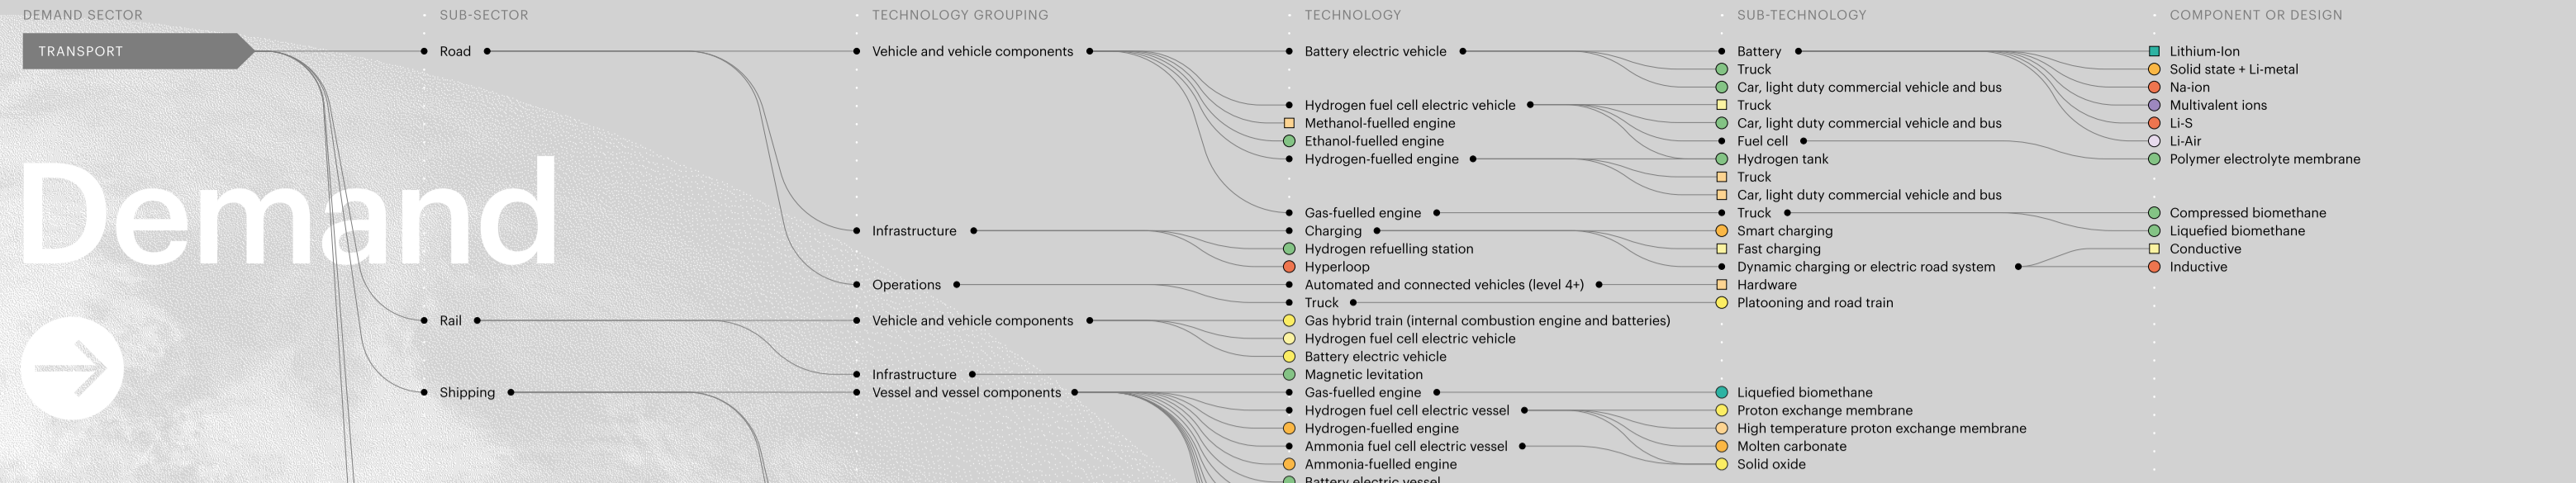 DEMAND SECTOR SUB-SECTOR TECHNOLOGY GROUPING TECHNOLOGY SUB-TECHNOLOGY COMPONENT OR DESIGN
TRANSPORT Road Vehicle and vehicle components Battery electric vehicle Battery Lithium-Ion
Truck Solid state + Li-metal
Car, light duty commercial vehicle and bus Na-ion
Hydrogen fuel cell electric vehicle Truck Multivalent ions
Methanol-fuelled engine Car, light duty commercial vehicle and bus Li-S
Ethanol-fuelled engine Fuel cell Li-Air
Hydrogen-fuelled engine Hydrogen tank Polymer electrolyte membrane
Truck
Car, light duty commercial vehicle and bus
Demand
Gas-fuelled engine Truck Compressed biomethane
Infrastructure Charging Smart charging Liquefied biomethane
Hydrogen refuelling station Fast charging Conductive
Hyperloop Dynamic charging or electric road system Inductive
Operations Automated and connected vehicles (level 4+) Hardware
Truck Platooning and road train
Rail Vehicle and vehicle components Gas hybrid train (internal combustion engine and batteries)
Hydrogen fuel cell electric vehicle
Battery electric vehicle
Infrastructure Magnetic levitation
Shipping Vessel and vessel components Gas-fuelled engine Liquefied biomethane
Hydrogen fuel cell electric vessel Proton exchange membrane
Hydrogen-fuelled engine High temperature proton exchange membrane
Ammonia fuel cell electric vessel Molten carbonate
Ammonia-fuelled engine Solid oxide
Battery electric vessel